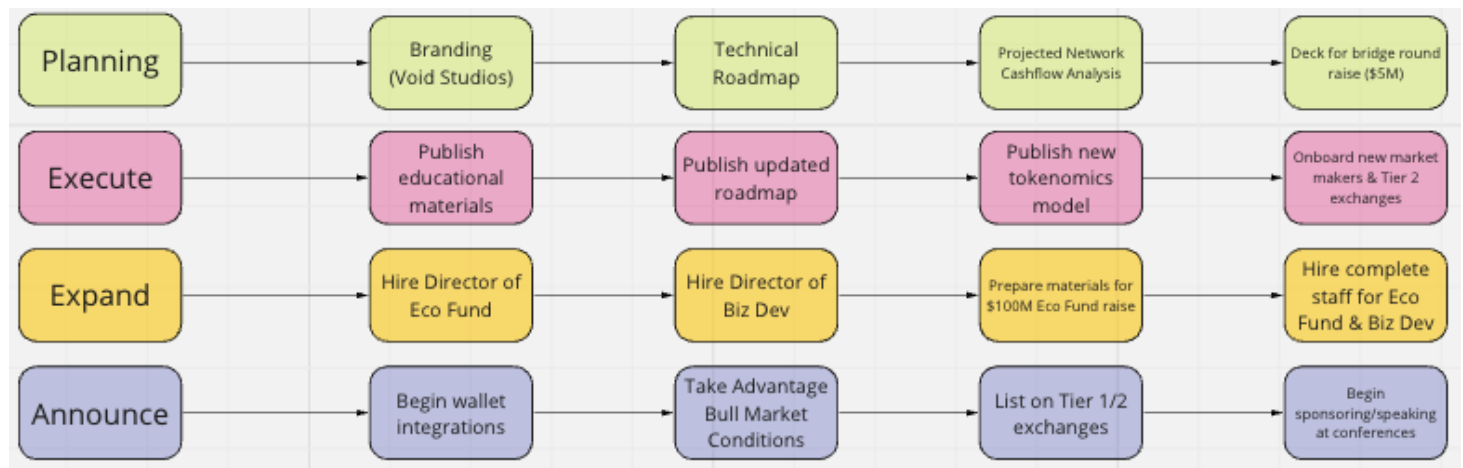 Planning
Branding
(Void Studios)
Technical
Roadmap
Projected Network
Cashflow Analysis
Deck for bridge round
raise ($5M)
Execute
Publish
educational
materials
Publish updated
roadmap
Publish new
tokenomics
model
Onboard new market
makers & Tier 2
exchanges
Expand
Hire Director of
Eco Fund
Hire Director of
Biz Dev
Prepare materials for
$100M Eco Fund raise
Hire complete
staff for Eco
Fund & Biz Dev
Announce
Begin wallet
integrations
Take Advantage
Bull Market
Conditions
List on Tier 1/2
exchanges
Begin
sponsoring/speaking
at conferences